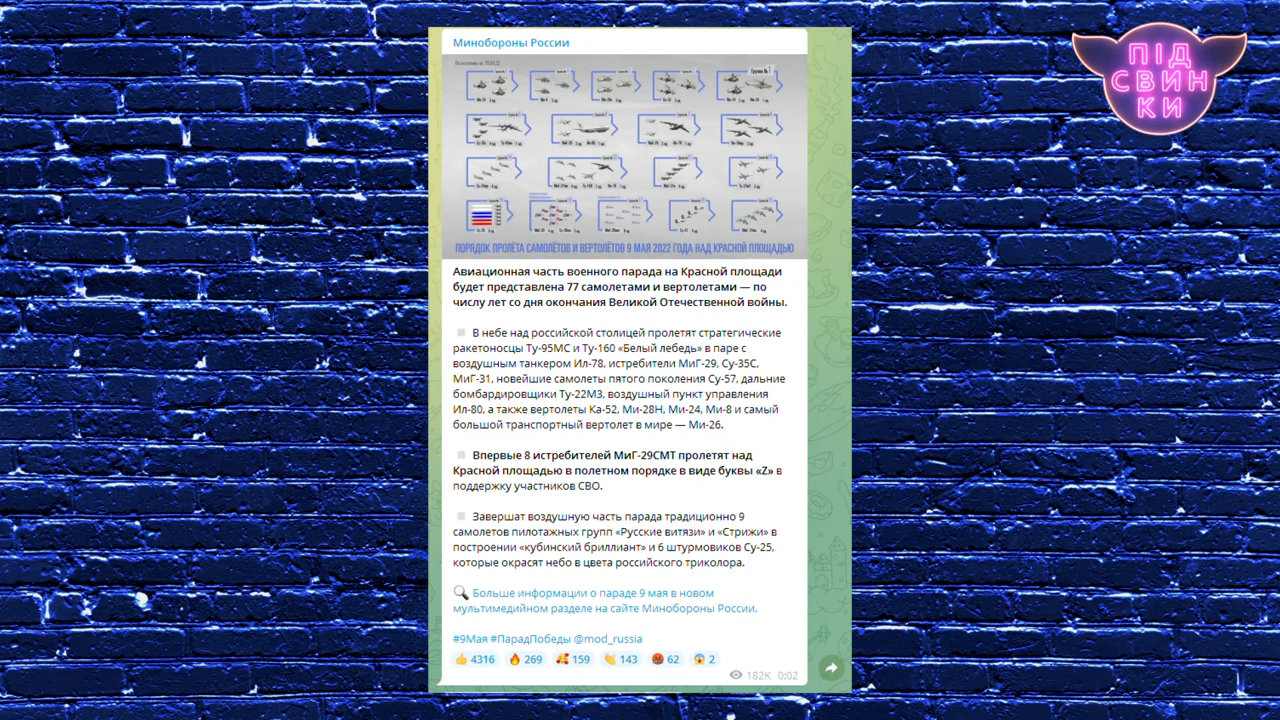 ПІД
СВИН
КИ
Минобороны России
ПОРЯДОК ПРОЛЁТА САМОЛЁТОВ И ВЕРТОЛЁТОВ 9 МАЯ 2022 ГОДА НАД КРАСНОЙ ПЛОЩАДЬЮ
Авиационная часть военного парада на Красной площади
будет представлена 77 самолетами и вертолетами — по
числу лет со дня окончания Великой Отечественной войны.
В небе над российской столицей пролетят стратегические
ракетоносцы Ту-95МС и Ту-160 «Белый лебедь» в паре с
воздушным танкером Ил-78, истребители МиГ-29, Су-35С,
МиГ-31, новейшие самолеты пятого поколения Су-57, дальние
бомбардировщики Ту-22М3, воздушный пункт управления
Ил-80, а также вертолеты Ка-52, Ми-28Н, Ми-24, Ми-8 и самый
большой транспортный вертолет в мире — Ми-26.
Впервые 8 истребителей МиГ-29СМТ пролетят над
Красной площадью в полетном порядке в виде буквы «Z» в
поддержку участников СВО.
Завершат воздушную часть парада традиционно 9
самолетов пилотажных групп «Русские витязи» и «Стрижи» в
построении «кубинский бриллиант» и 6 штурмовиков Су-25,
которые окрасят небо в цвета российского триколора.
Больше информации о параде 9 мая в новом
мультимедийном разделе на сайте Минобороны России.
#9Мая #ПарадПобеды @mod_russia
4316 269 159 143 62 2
182K 0:02